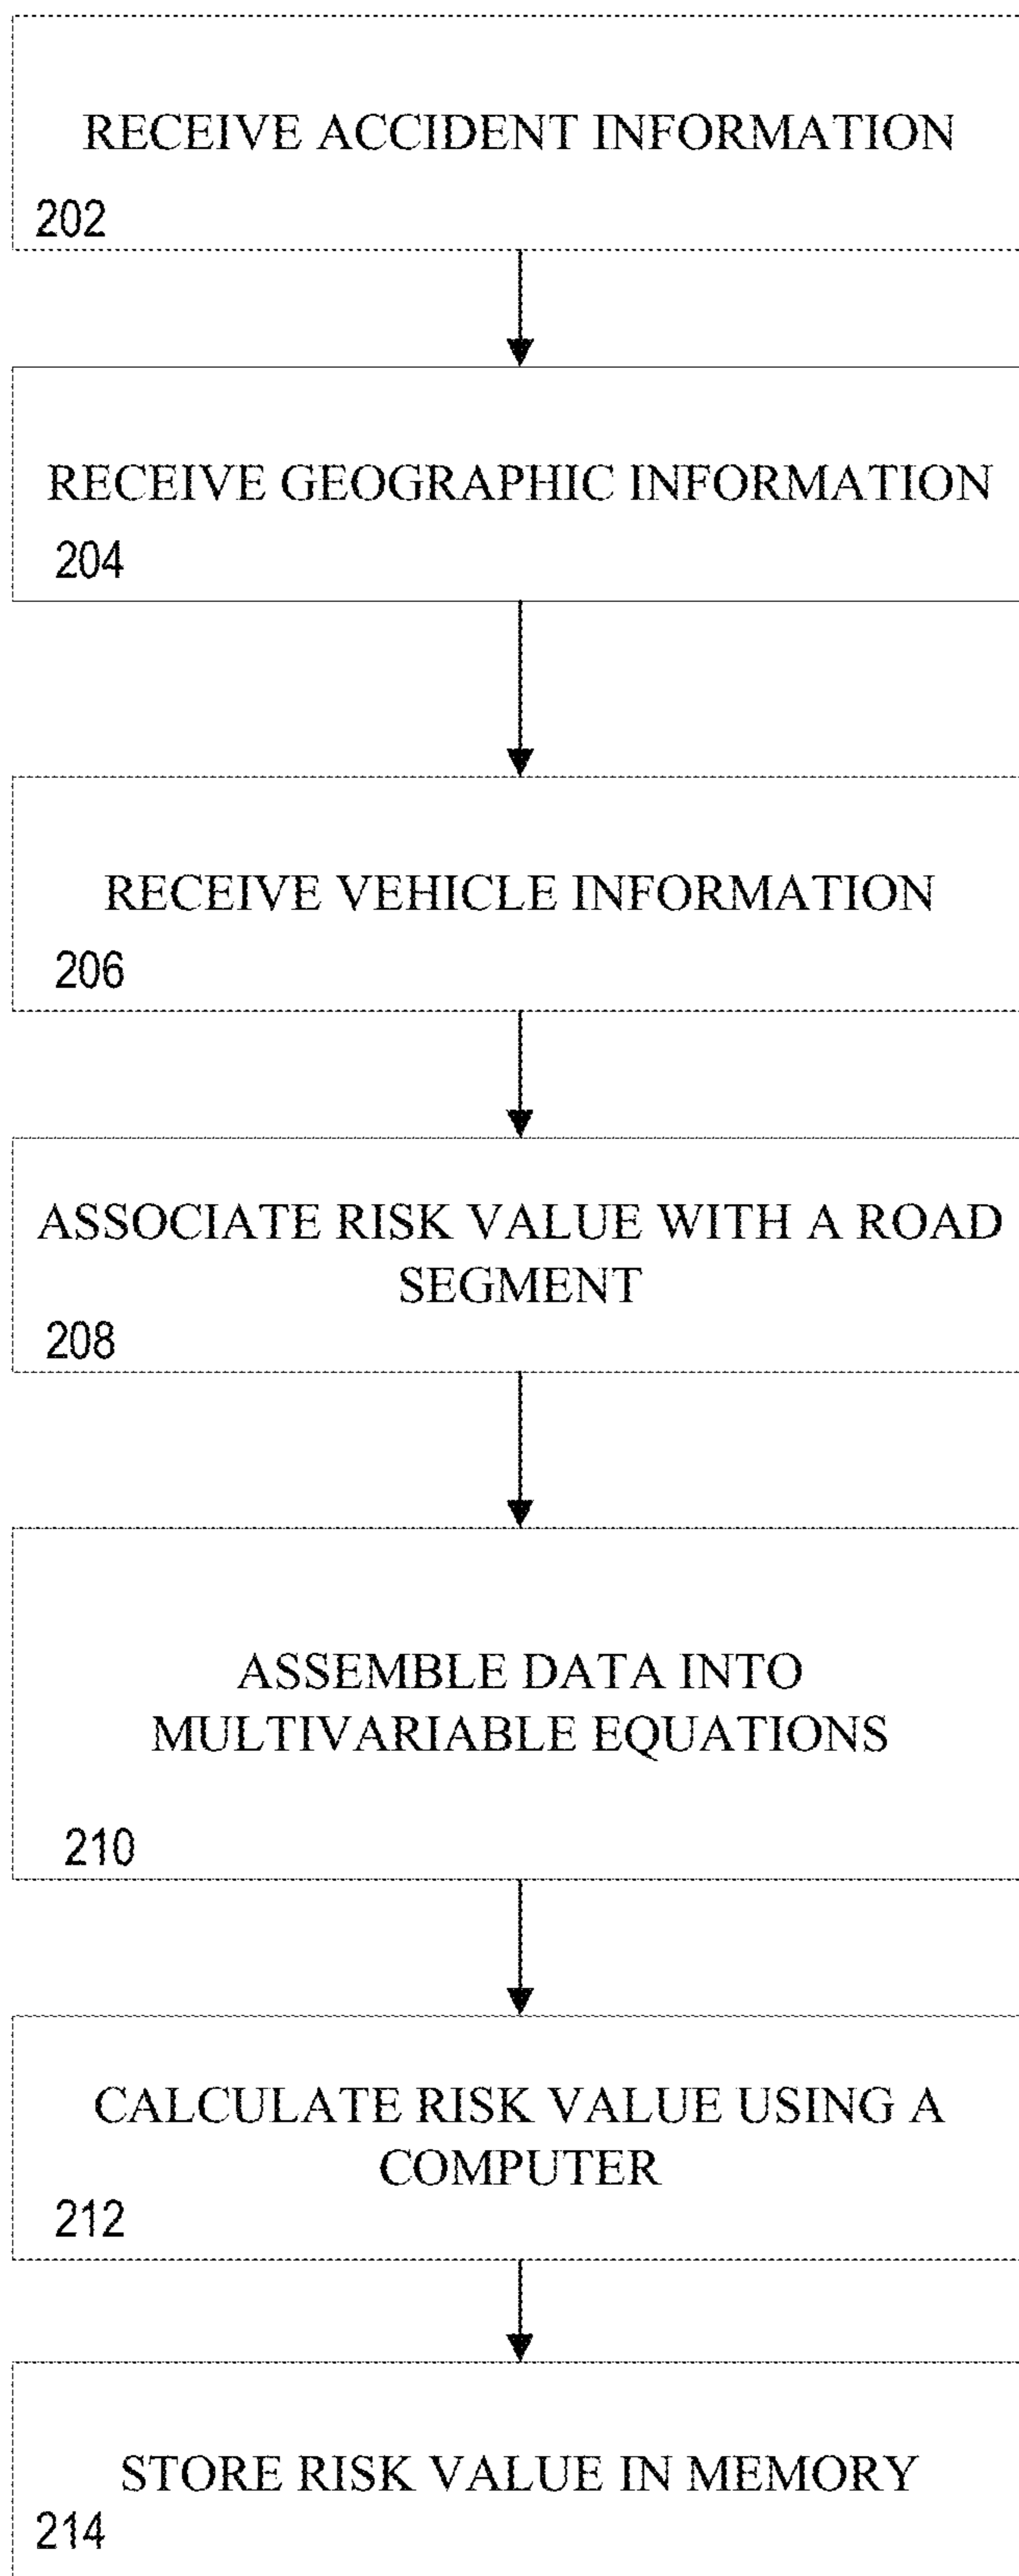 RECEIVE ACCIDENT INFORMATION
202
RECEIVE GEOGRAPHIC INFORMATION
204
RECEIVE VEHICLE INFORMATION
206
ASSOCIATE RISK VALUE WITH A ROAD
SEGMENT
208
ASSEMBLE DATA INTO
MULTIVARIABLE EQUATIONS
210
CALCULATE RISK VALUE USING A
COMPUTER
212
STORE RISK VALUE IN MEMORY
214